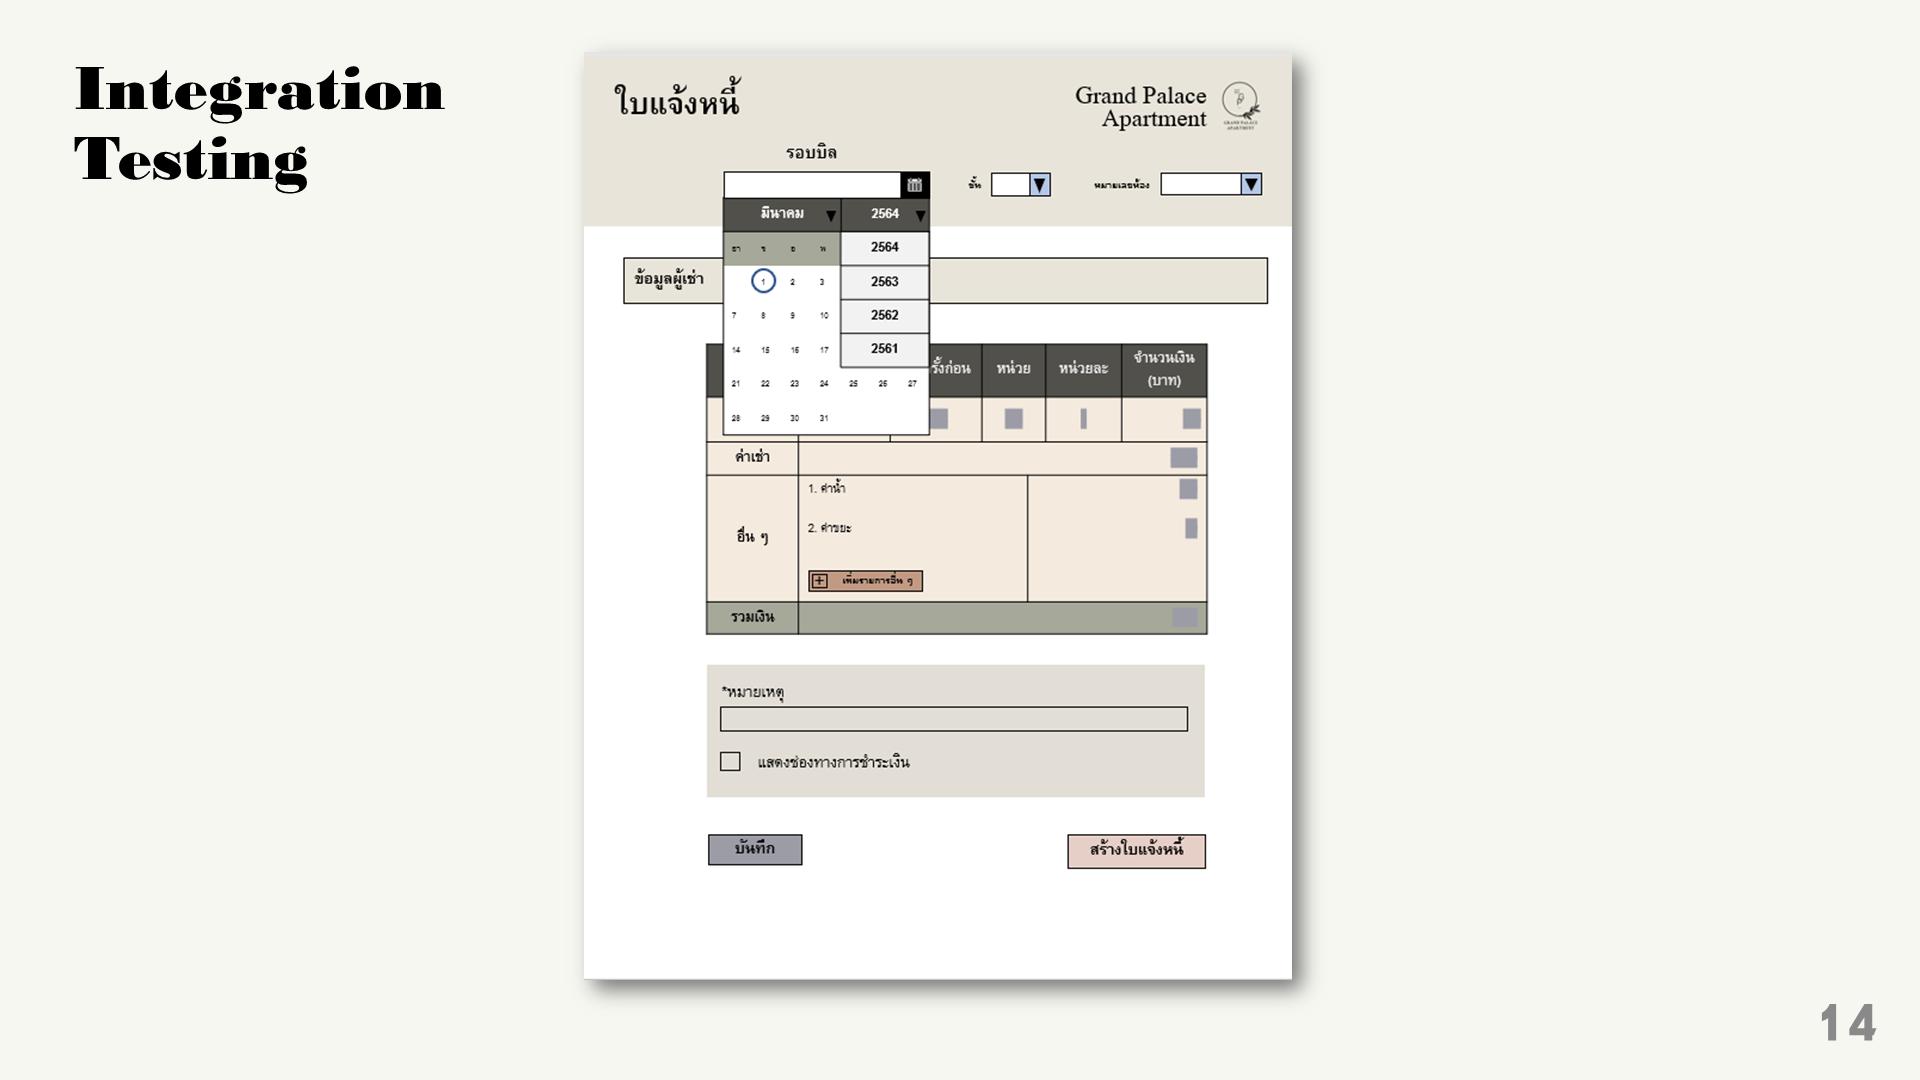 Integration
Testing
ใบแจ้งหนี้
Grand Palace
Apartment
GRAND PALACE
APARTMENT
รอบบิล
ชั้น
หมายเลขห้อง
มีนาคม
2564
อา
จ
อ
พ
2564
1
2
3
2563
7
8
9
10
2562
14
15
16
17
2561
21
22
23
24
25
26
27
28
29
30
31
ข้อมูลผู้เช่า
รั้งก่อน
หน่วย
หน่วยละ
จำนวนเงิน
(บาท)
ค่าเช่า
อื่น ๆ
1. ค่าน้ำ
2. ค่าขยะ
เพิ่มรายการอื่น ๆ
รวมเงิน
*หมายเหตุ
แสดงช่องทางการชำระเงิน
บันทึก
สร้างใบแจ้งหนี้
14